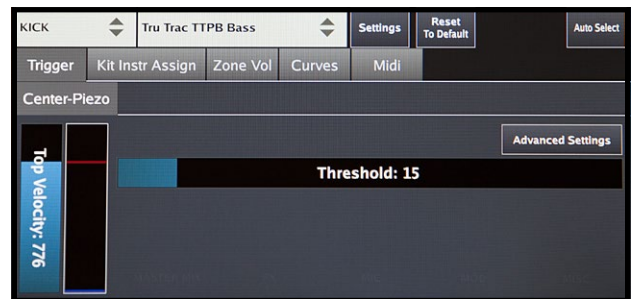 KICK
Tru Trac TTPB Bass
Settings
Reset
To Default
Auto Select
Trigger
Kit Instr Assign
Zone Vol
Curves
Midi
Center-Piezo
Advanced Settings
Top Velocity: 776
Threshold: 15